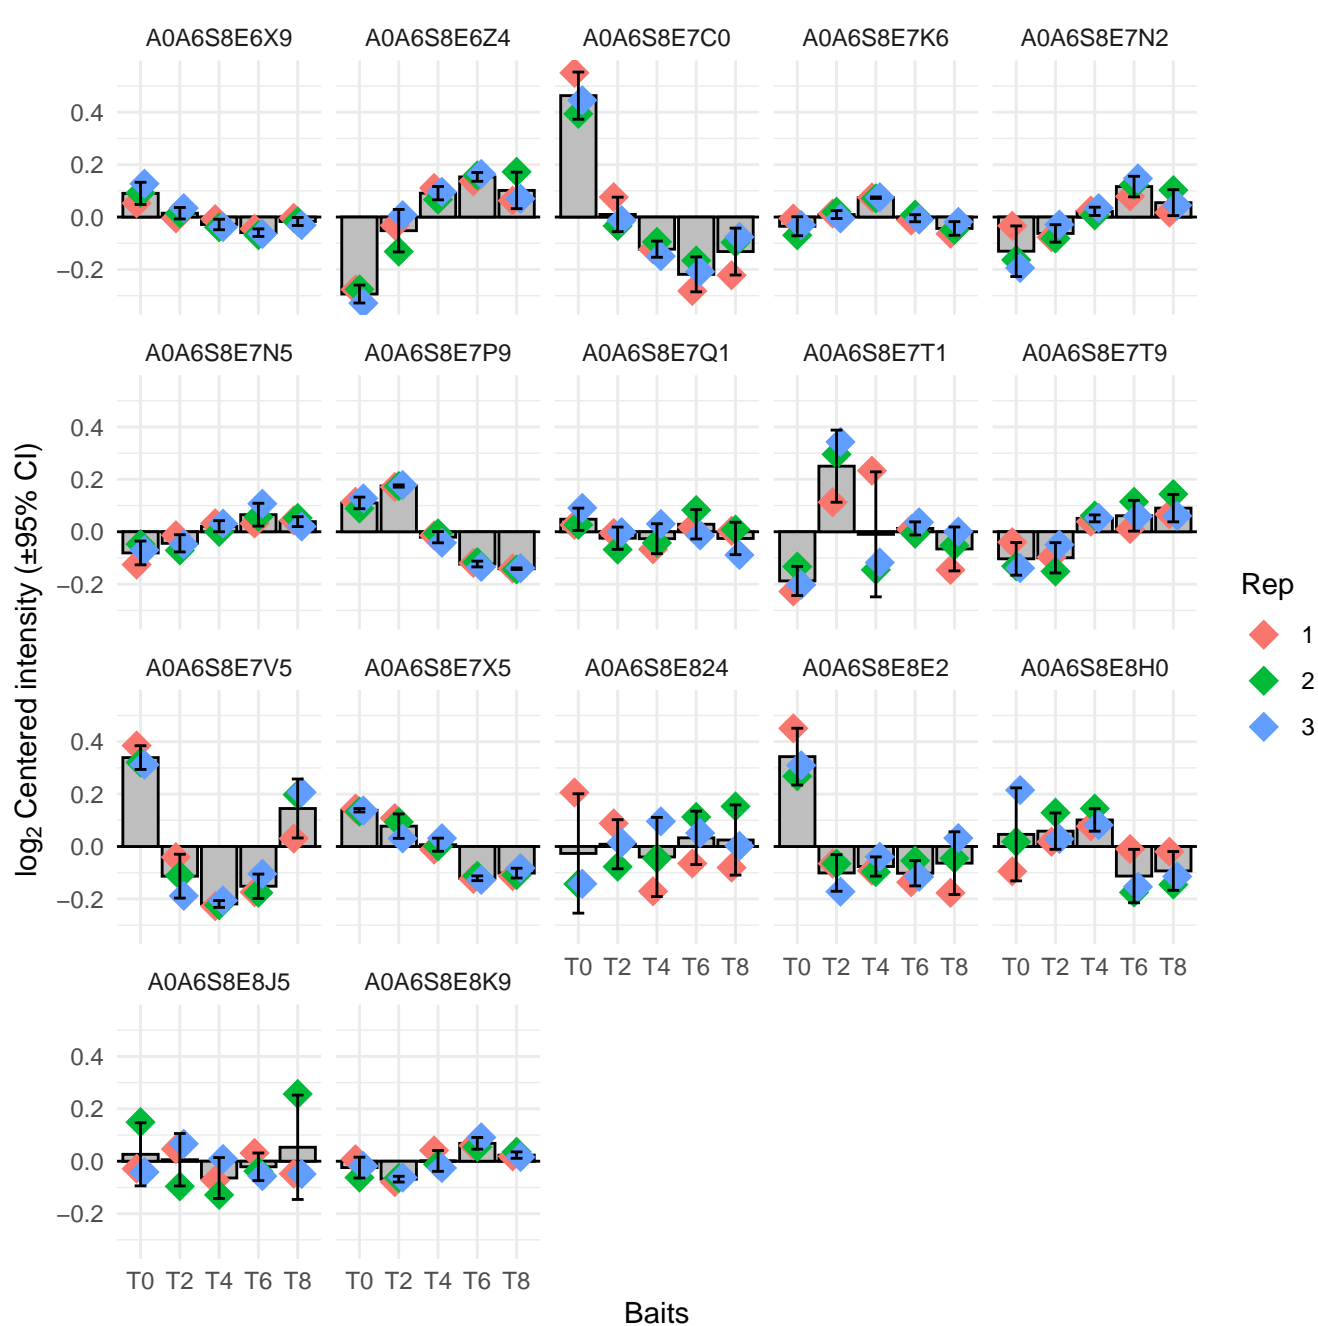 A0A6S8E6X9 A0A6S8E6Z4 A0A6S8E7C0 A0A6S8E7K6 A0A6S8E7N2
0.4
0.2
0.0
−0.2
A0A6S8E7N5 A0A6S8E7P9 A0A6S8E7Q1 A0A6S8E7T1 A0A6S8E7T9
0.4
0.2
0.0
−0.2
A0A6S8E7V5 A0A6S8E7X5 A0A6S8E824 A0A6S8E8E2 A0A6S8E8H0
0.4
0.2
0.0
−0.2
T0 T2 T4 T6 T8 T0 T2 T4 T6 T8 T0 T2 T4 T6 T8
A0A6S8E8J5 A0A6S8E8K9
0.4
0.2
0.0
−0.2
T0 T2 T4 T6 T8 T0 T2 T4 T6 T8
Baits
log₂ Centered intensity (±95% CI)
Rep
1
2
3